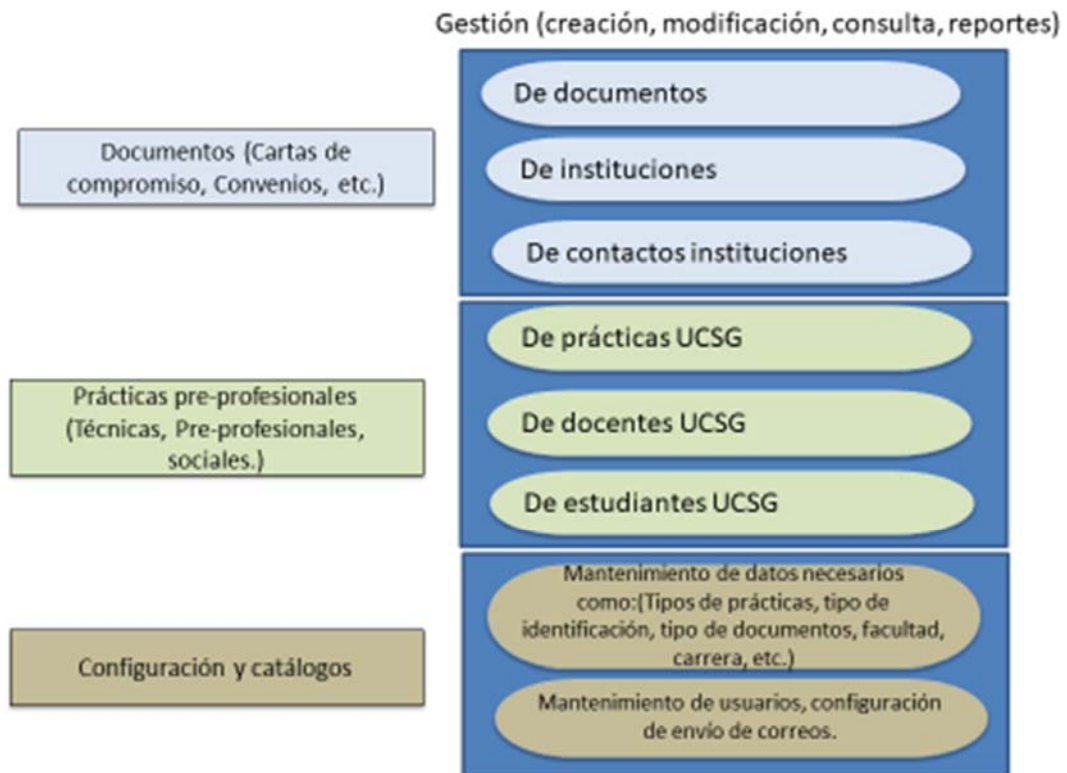 Gestión (creación, modificación, consulta, reportes)
Documentos (Cartas de
compromiso, Convenios, etc.)
De documentos
De instituciones
De contactos instituciones
Prácticas pre-profesionales
(Técnicas, Pre-profesionales,
sociales.)
De prácticas UCSG
De docentes UCSG
De estudiantes UCSG
Configuración y catálogos
Mantenimiento de datos necesarios
como:(Tipos de prácticas, tipo de
identificación, tipo de documentos, facultad,
carrera, etc.)
Mantenimiento de usuarios, configuración
de envío de correos.